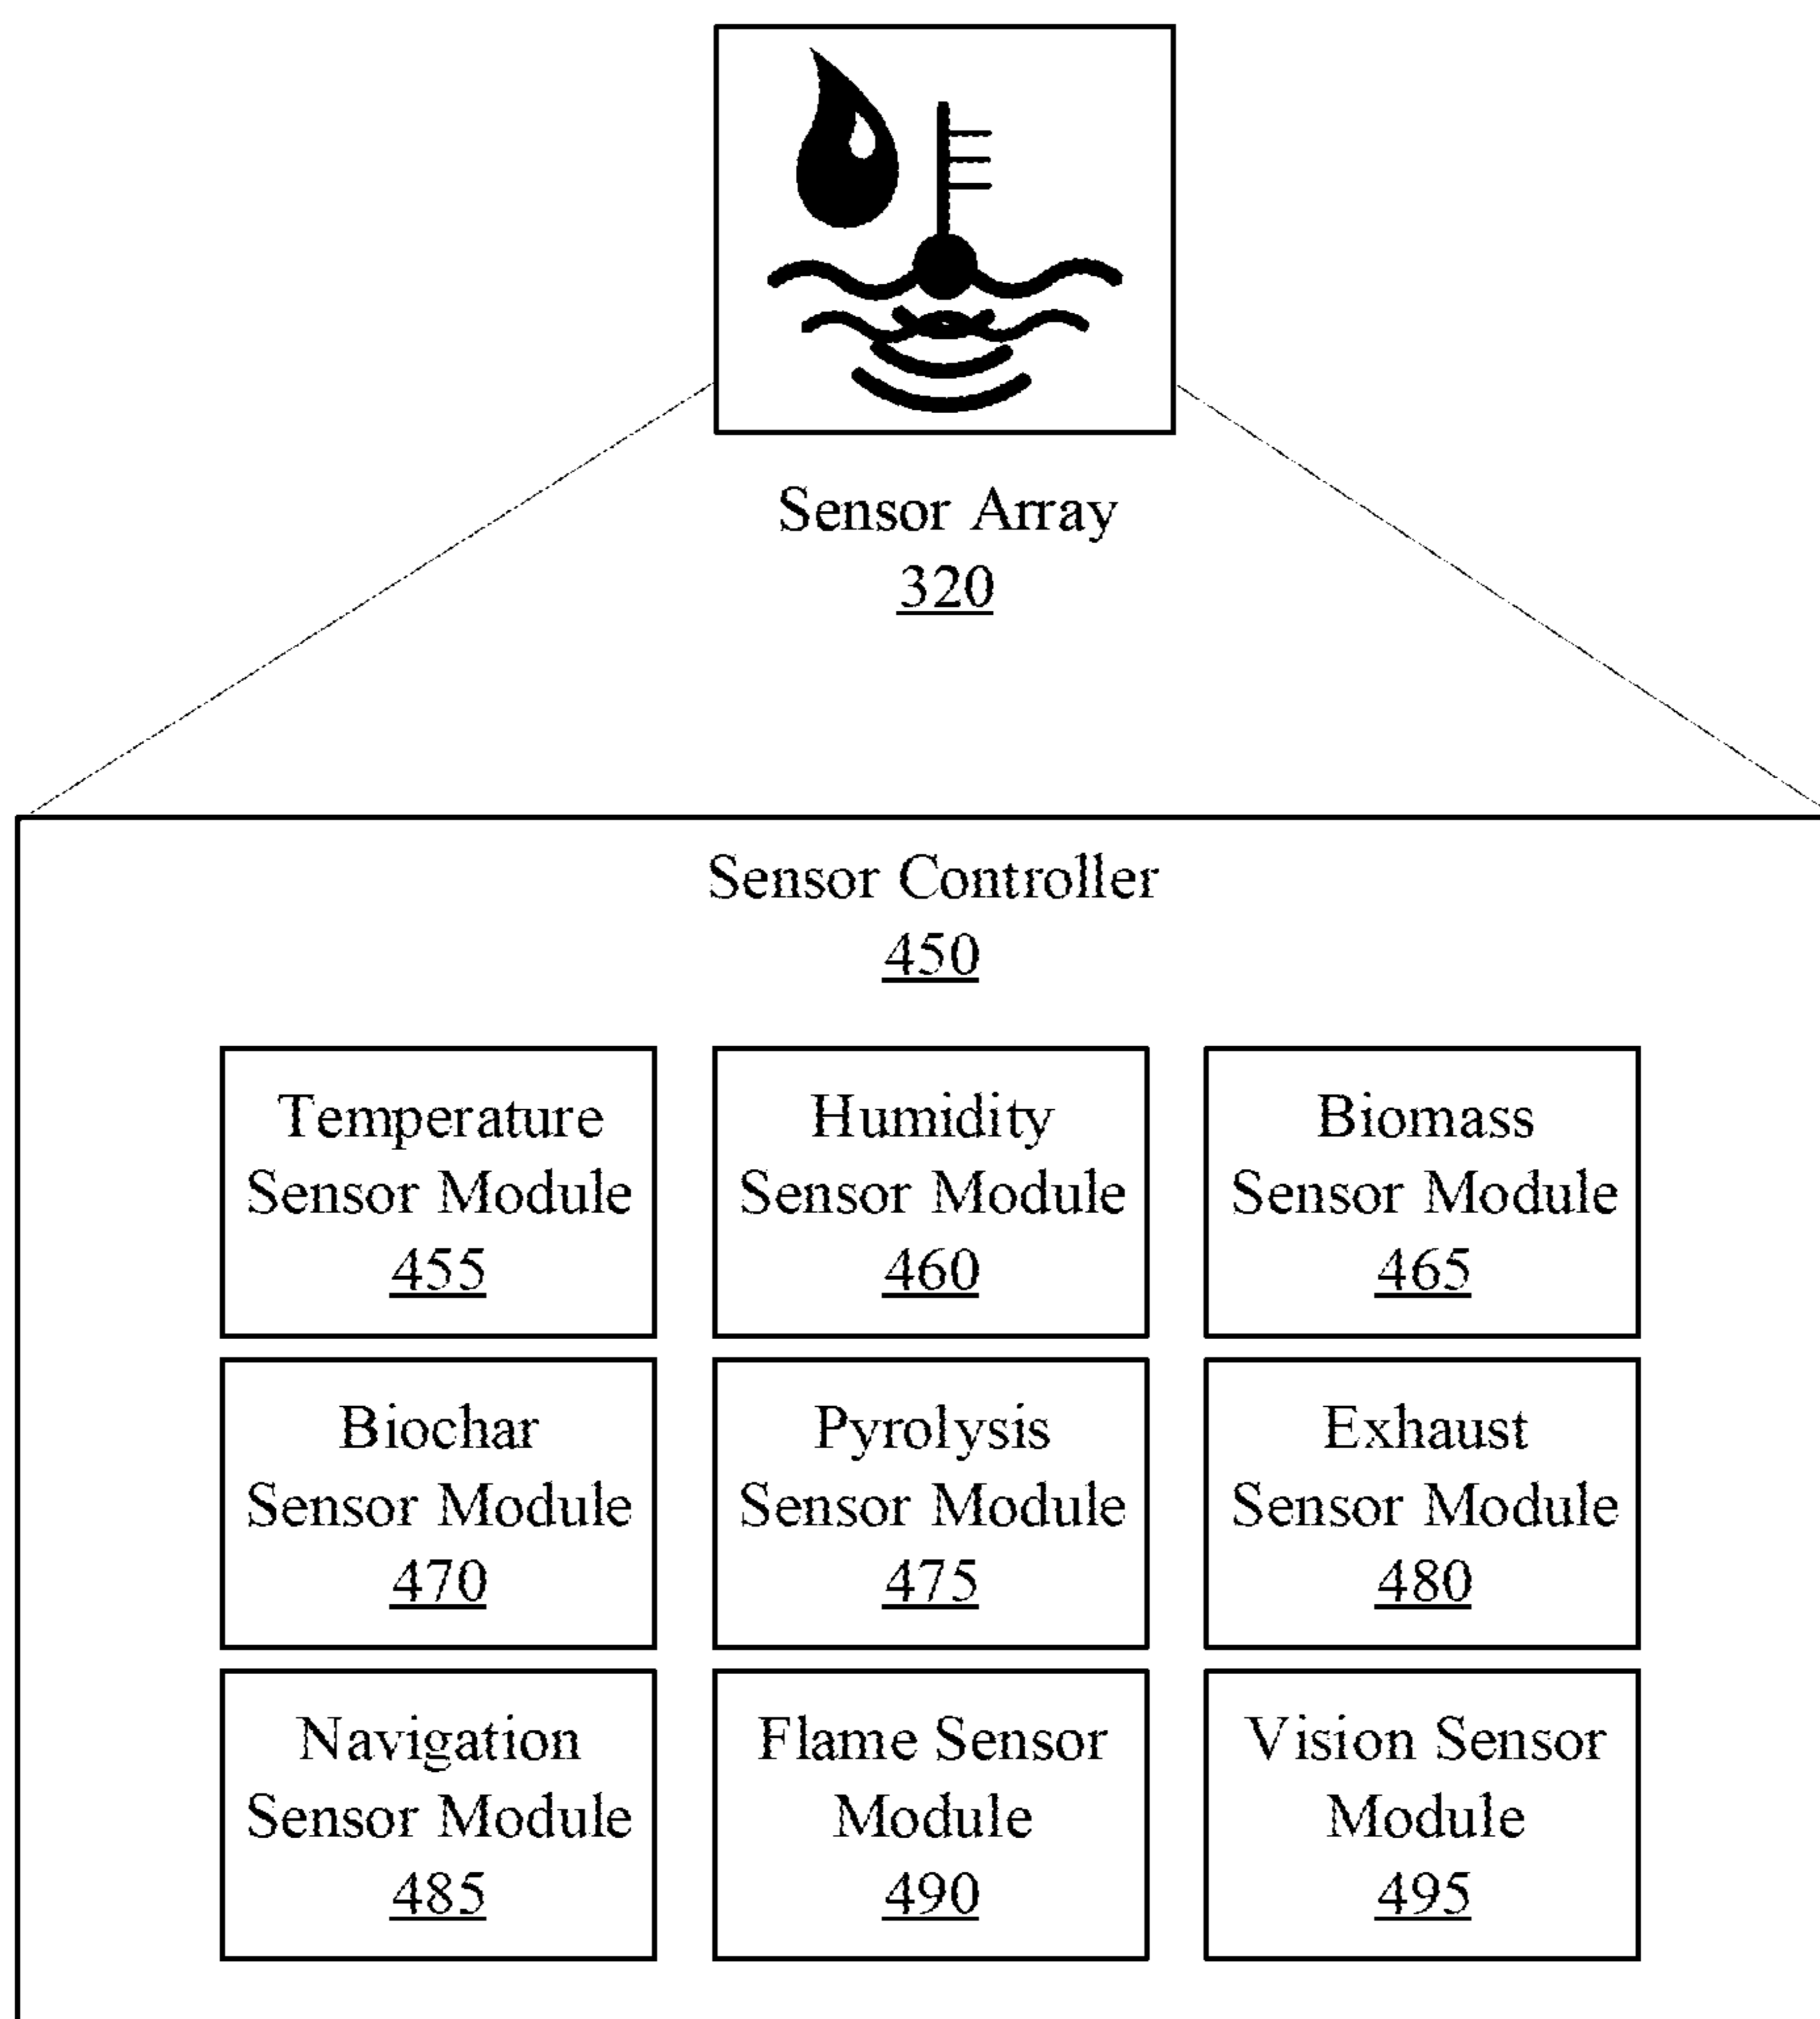 Sensor Array
320
Sensor Controller
450
Temperature
Sensor Module
455
Humidity
Sensor Module
460
Biomass
Sensor Module
465
Biochar
Sensor Module
470
Pyrolysis
Sensor Module
475
Exhaust
Sensor Module
480
Navigation
Sensor Module
485
Flame Sensor
Module
490
Vision Sensor
Module
495